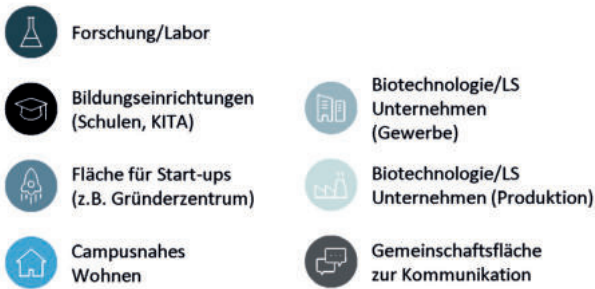 Forschung/Labor
Bildungseinrichtungen
(Schulen, KITA)
Fläche für Start-ups
(z.B. Gründerzentrum)
Campusnahes
Wohnen
Biotechnologie/LS
Unternehmen
(Gewerbe)
Biotechnologie/LS
Unternehmen (Produktion)
Gemeinschaftsfläche
zur Kommunikation